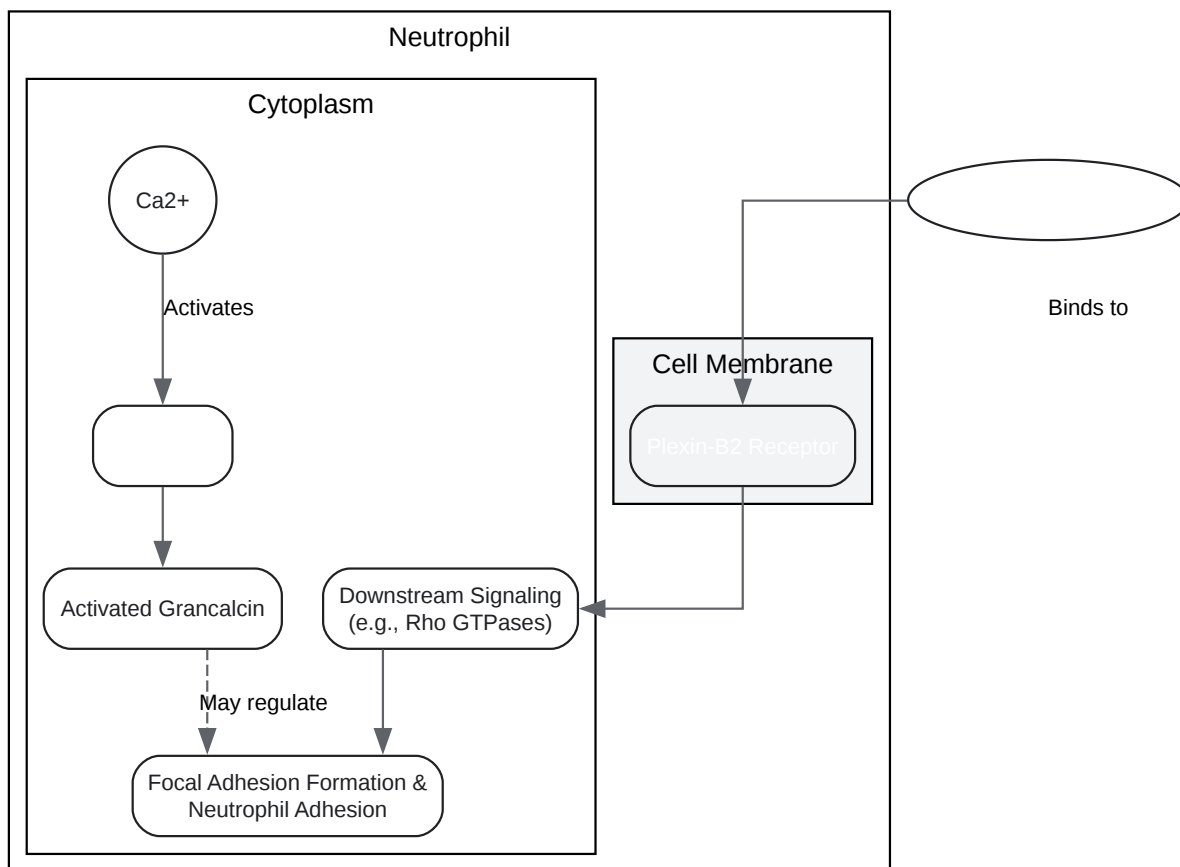 Neutrophil
Cytoplasm
Ca2+
Activates
Binds to
Cell Membrane
Plexin-B2 Receptor
Activated Grancalcin
Downstream Signaling
(e.g., Rho GTPases)
May regulate
Focal Adhesion Formation &
Neutrophil Adhesion